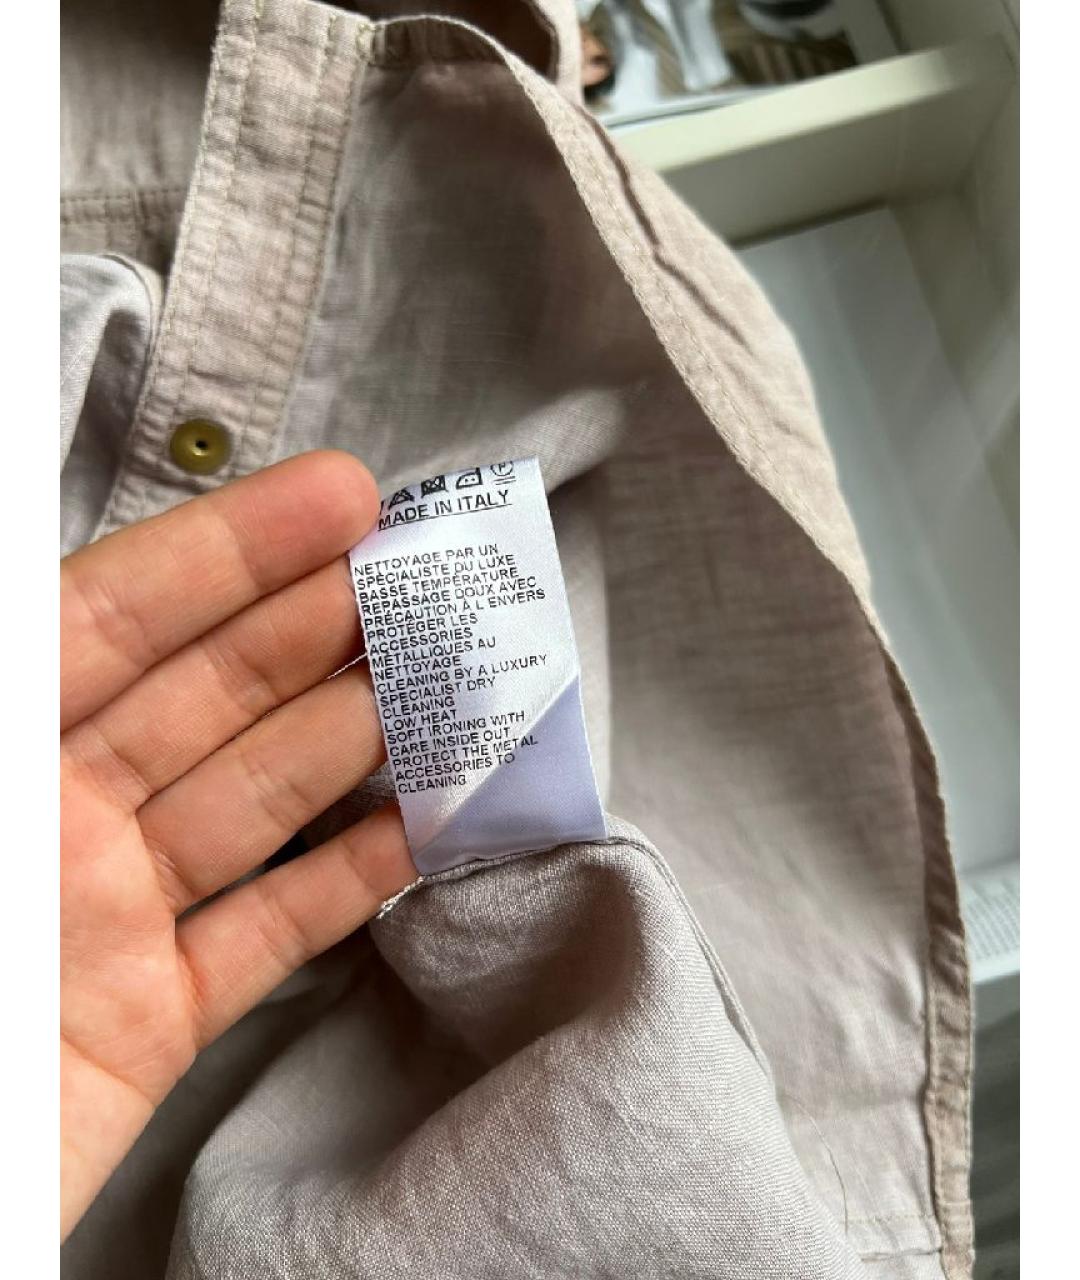 MADE IN ITALY
NETTOYAGE PAR UN
SPÉCIALISTE DU LUXE
BASSE TEMPÉRATURE
REPASSAGE DOUX AVEC
PRÉCAUTION À L ENVERS
PROTÉGER LES
ACCESSORIES
MÉTALLIQUES AU
NETTOYAGE
CLEANING BY A LUXURY
SPECIALIST DRY
CLEANING
LOW HEAT
SOFT IRONING WITH
CARE INSIDE OUT
PROTECT THE METAL
ACCESSORIES TO
CLEANING